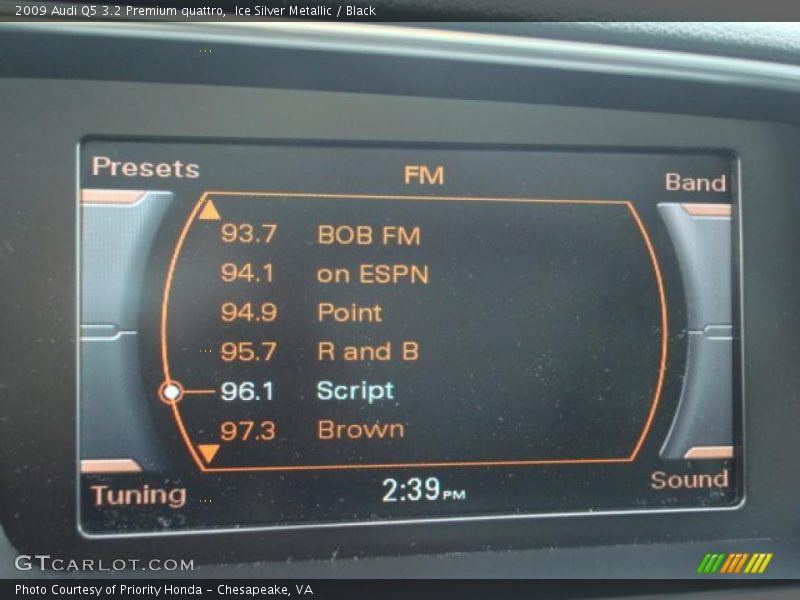 2009 Audi Q5 3.2 Premium quattro,  Ice Silver Metallic / Black
Presets
FM
Band
93.7 BOB FM
94.1 on ESPN
94.9 Point
95.7 R and B
96.1 Script
97.3 Brown
Tuning
2:39 PM
Sound
GTCARLOT.COM
Photo Courtesy of Priority Honda - Chesapeake, VA